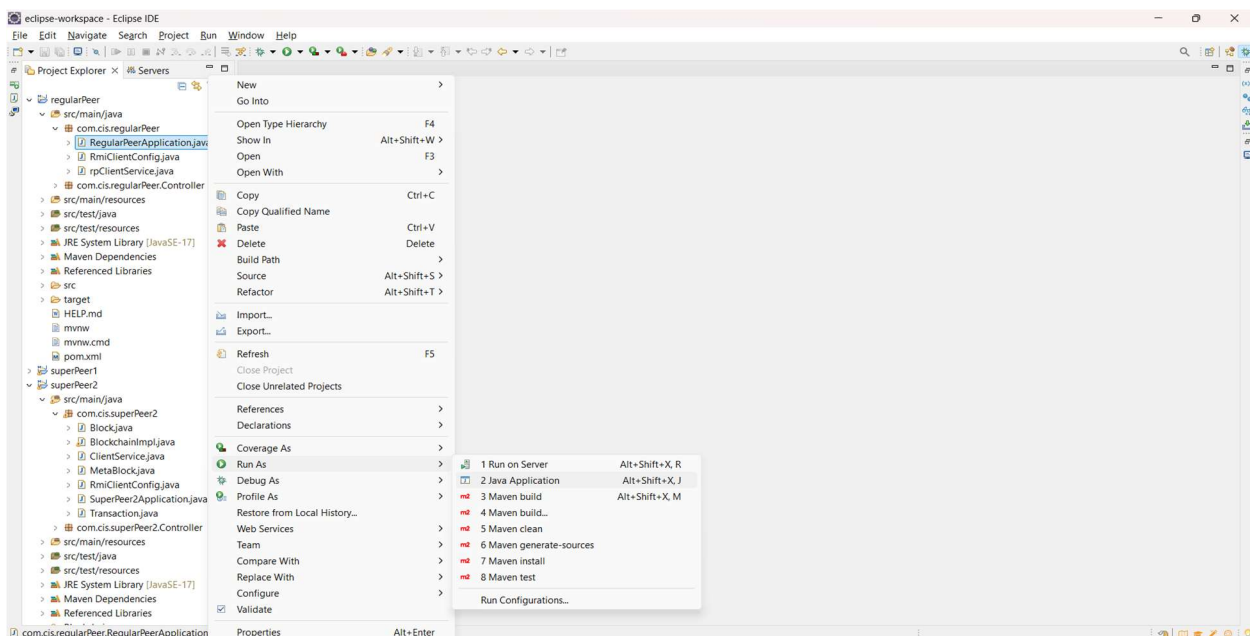 eclipse-workspace - Eclipse IDE
File Edit Navigate Search Project Run Window Help
Project Explorer Servers
regularPeer
src/main/java
com.cis.regularPeer
RegularPeerApplication.java
RmiClientConfig.java
rpClientService.java
com.cis.regularPeer.Controller
src/main/resources
src/test/java
src/test/resources
JRE System Library [JavaSE-17]
Maven Dependencies
Referenced Libraries
src
target
HELP.md
mvnw
mvnw.cmd
pom.xml
superPeer1
superPeer2
src/main/java
com.cis.superPeer2
Block.java
BlockchainImpl.java
ClientService.java
MetaBlock.java
RmiClientConfig.java
SuperPeer2Application.java
Transaction.java
com.cis.superPeer2.Controller
src/main/resources
src/test/java
src/test/resources
JRE System Library [JavaSE-17]
Maven Dependencies
Referenced Libraries
com.cis.regularPeer.RegularPeerApplication
New
Go Into
Open Type Hierarchy F4
Show In Alt+Shift+W
Open F3
Open With
Copy Ctrl+C
Copy Qualified Name
Paste Ctrl+V
Delete Delete
Build Path
Source Alt+Shift+S
Refactor Alt+Shift+T
Import...
Export...
Refresh F5
Close Project
Close Unrelated Projects
References
Declarations
Coverage As
Run As
Debug As
Profile As
Restore from Local History...
Web Services
Team
Compare With
Replace With
Configure
Validate
Properties Alt+Enter
1 Run on Server Alt+Shift+X, R
2 Java Application Alt+Shift+X, J
m2 3 Maven build Alt+Shift+X, M
m2 4 Maven build...
m2 5 Maven clean
m2 6 Maven generate-sources
m2 7 Maven install
m2 8 Maven test
Run Configurations...